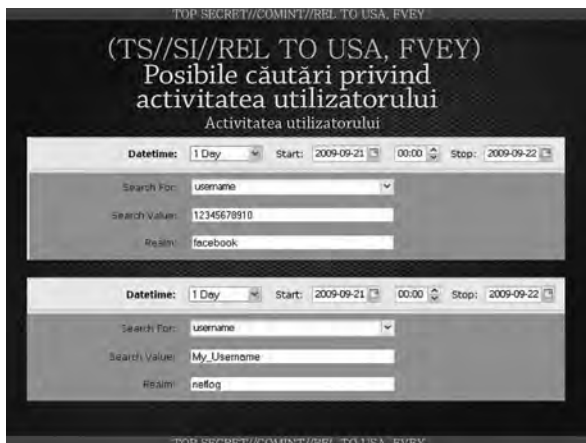 TOP SECRET//COMINT//REL TO USA, FVEY
(TS//SI//REL TO USA, FVEY)
Posibile căutări privind
activitatea utilizatorului
Activitatea utilizatorului
Datetime: 1 Day Start: 2009-09-21 00:00 Stop: 2009-09-22
Search For: username
Search Value: 12345678910
Realm: facebook
Datetime: 1 Day Start: 2009-09-21 00:00 Stop: 2009-09-22
Search For: username
Search Value: My_Username
Realm: netlog
TOP SECRET//COMINT//REL TO USA, FVEY